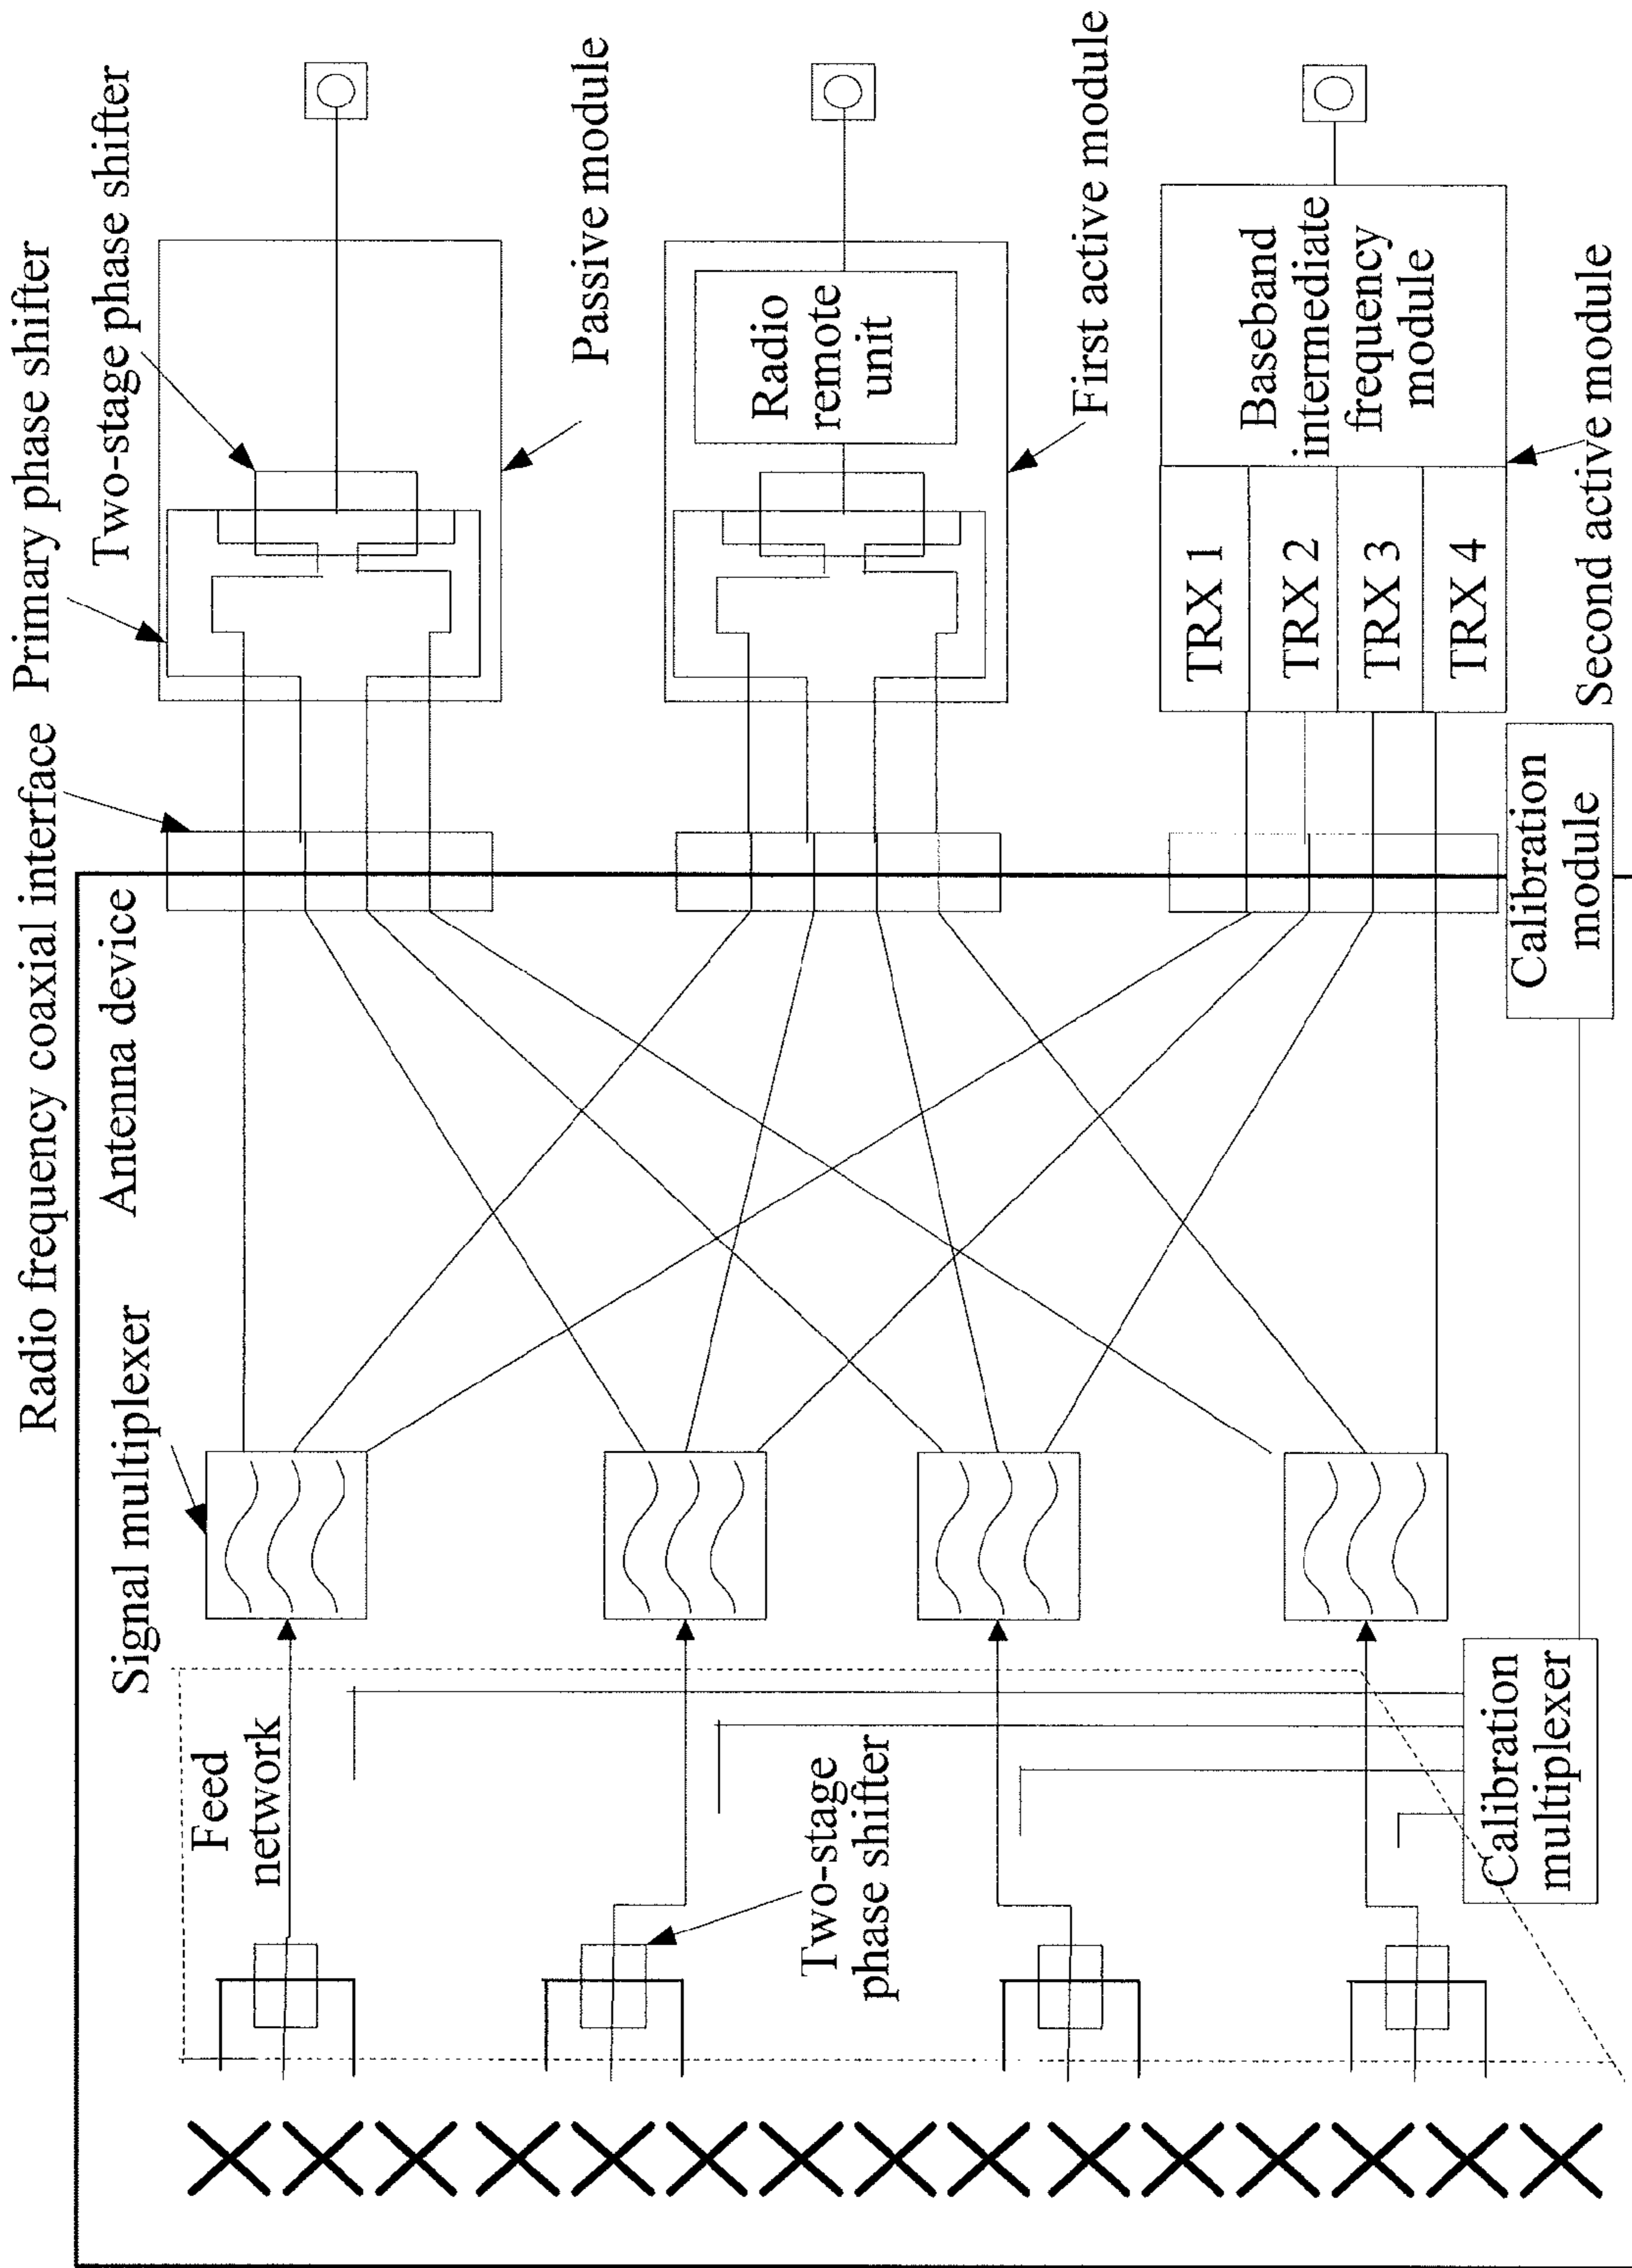 Radio frequency coaxial interface
Primary phase shifter
Two-stage phase shifter
Signal multiplexer
Antenna device
Feed
network
Passive module
Two-stage
phase shifter
Radio
remote
unit
First active module
Calibration
multiplexer
Calibration
module
TRX 1
TRX 2
TRX 3
TRX 4
Baseband
intermediate
frequency
module
Second active module